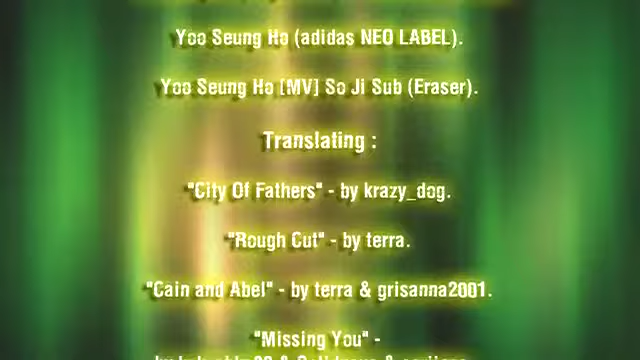 Yoo Seung Ho (adidas NEO LABEL).
Yoo Seung Ho [MV] So Ji Sub (Eraser).
Translating :
"City Of Fathers" - by krazy_dog.
"Rough Cut" - by terra.
"Cain and Abel" - by terra & grisanna2001.
"Missing You" -